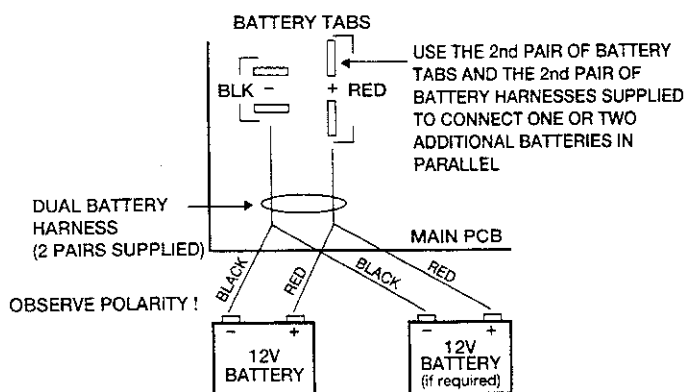 BATTERY TABS
BLK - + RED
USE THE 2nd PAIR OF BATTERY
TABS AND THE 2nd PAIR OF
BATTERY HARNESSES SUPPLIED
TO CONNECT ONE OR TWO
ADDITIONAL BATTERIES IN
PARALLEL
DUAL BATTERY
HARNESS
(2 PAIRS SUPPLIED)
MAIN PCB
BLACK
RED
BLACK
RED
OBSERVE POLARITY !
- +
12V
BATTERY
- +
12V
BATTERY
(if required)